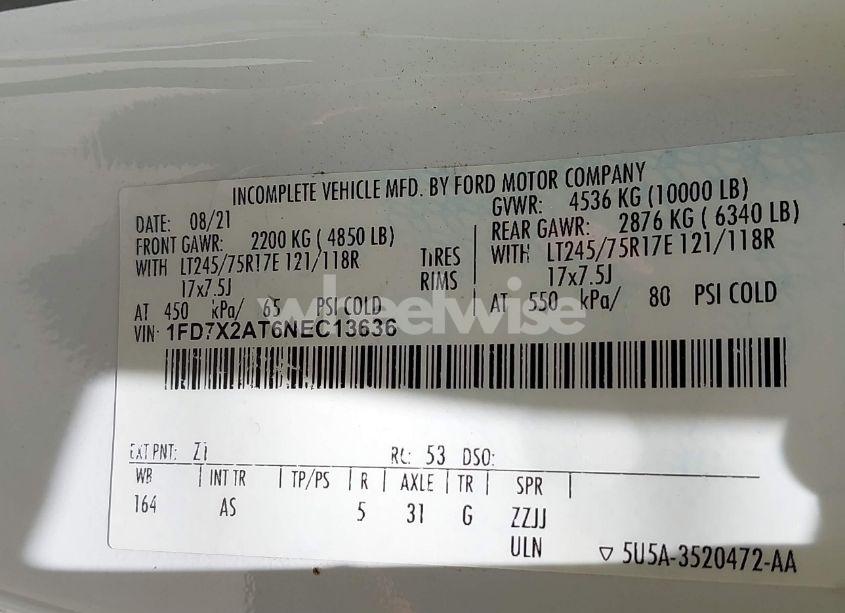 INCOMPLETE VEHICLE MFD. BY FORD MOTOR COMPANY
DATE: 08/21 GVWR: 4536 KG (10000 LB)
FRONT GAWR: 2200 KG ( 4850 LB) REAR GAWR: 2876 KG ( 6340 LB)
WITH LT245/75R17E 121/118R TIRES WITH LT245/75R17E 121/118R
17x7.5J RIMS 17x7.5J
AT 450 kPa/ 65 PSI COLD AT 550 kPa/ 80 PSI COLD
wheelwise
VIN: 1FD7X2AT6NEC13636
EXT PNT: Z1 RC: 53 DSO:
WB INT TR TP/PS R AXLE TR SPR
164 AS 5 31 G ZZJJ
ULN 5U5A-3520472-AA